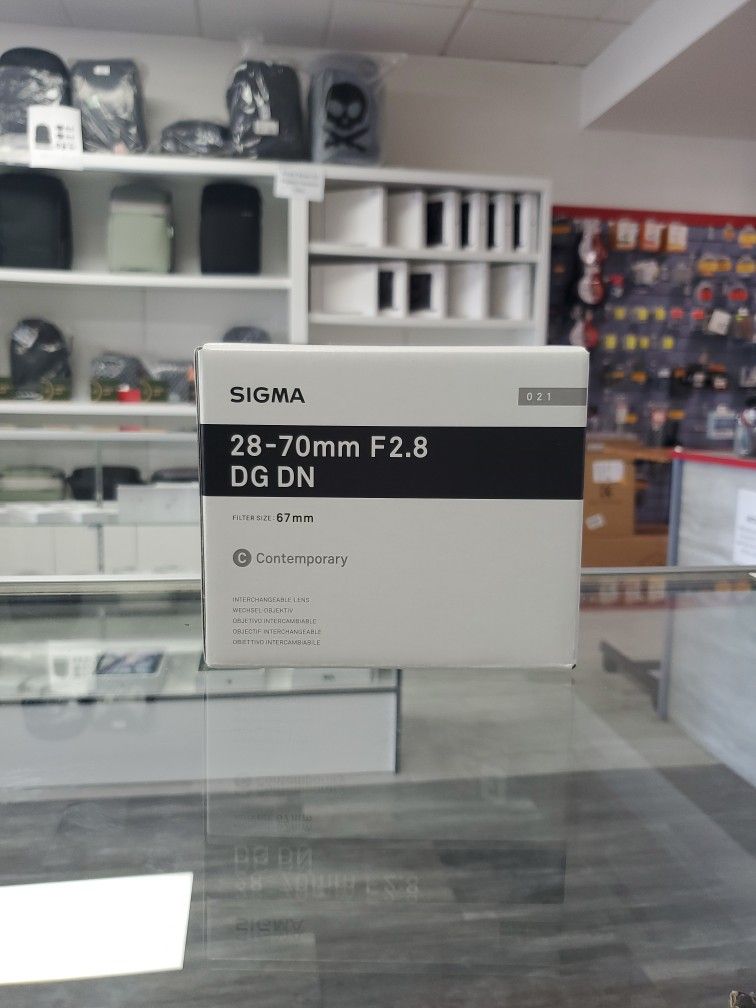 SIGMA
021
28-70mm F2.8
DG DN
FILTER SIZE : 67mm
C Contemporary
INTERCHANGEABLE LENS
WECHSEL-OBJEKTIV
OBJETIVO INTERCAMBIABLE
OBJECTIF INTERCHANGEABLE
OBIETTIVO INTERCAMBIABILE